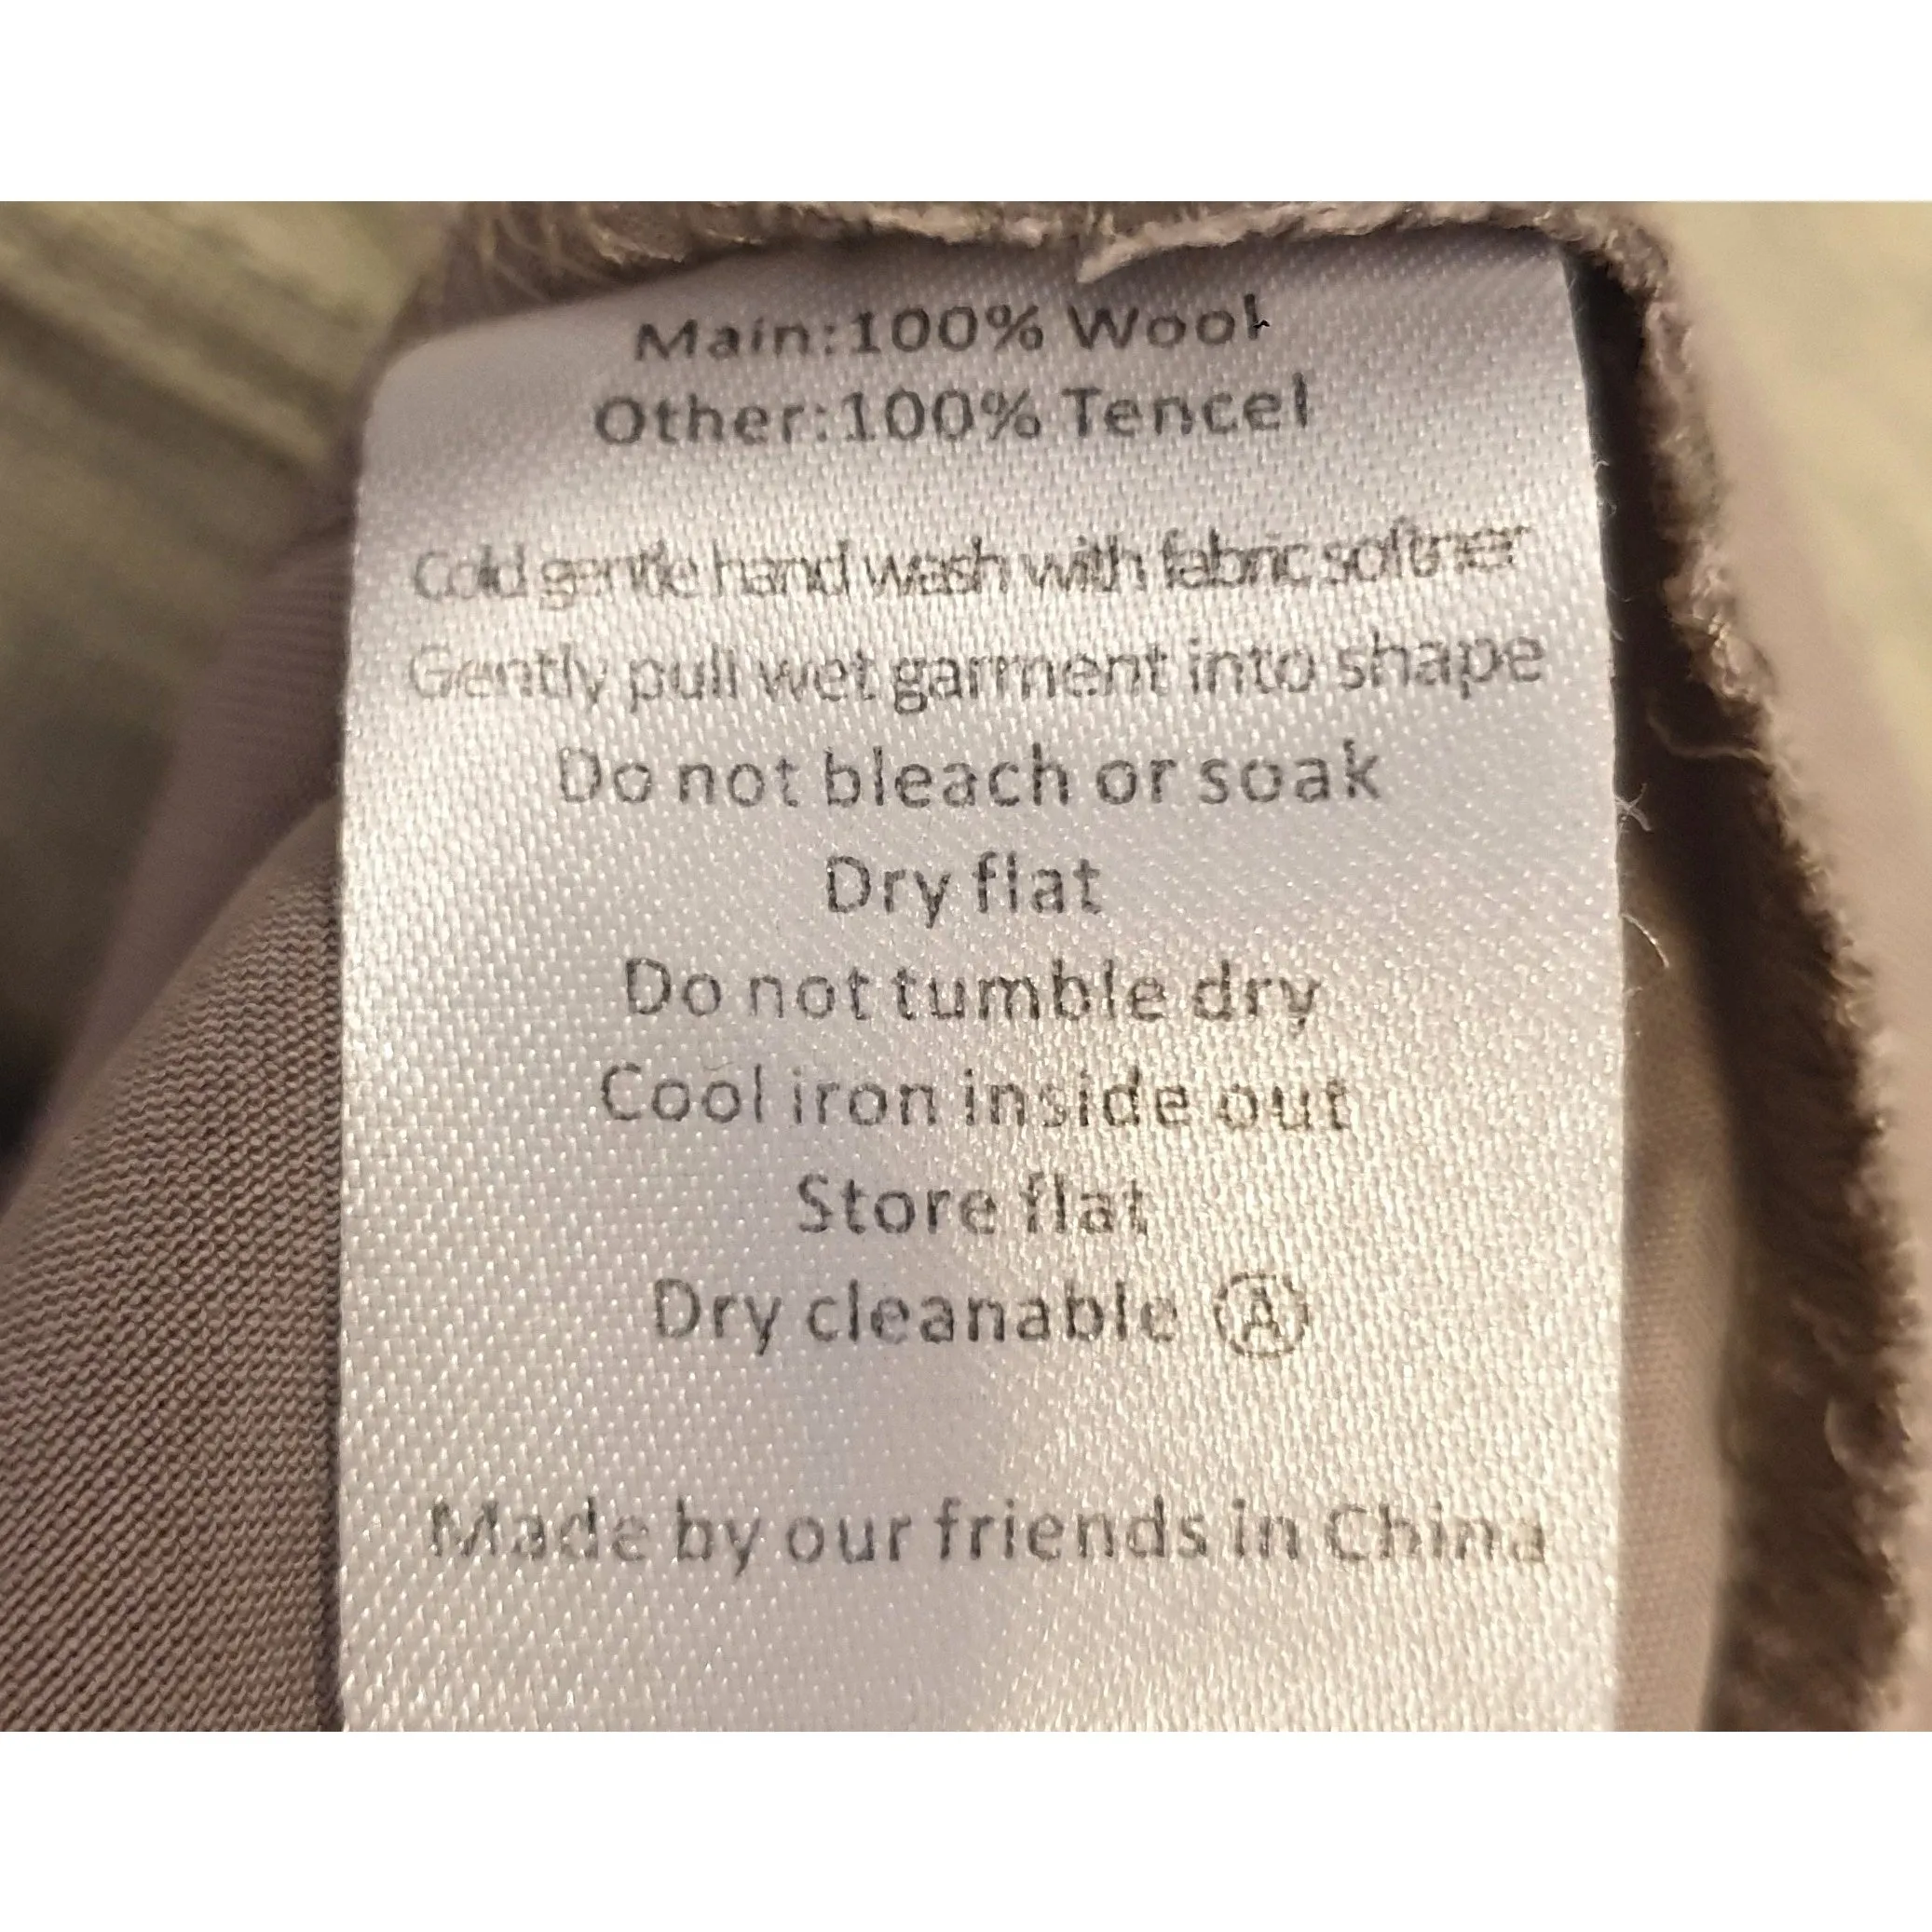 Main:100% Wool
Other:100% Tencel
Cold gentle hand wash with fabric softner
Gently pull wet garment into shape
Do not bleach or soak
Dry flat
Do not tumble dry
Cool iron inside out
Store flat
Dry cleanable Ⓐ
Made by our friends in China